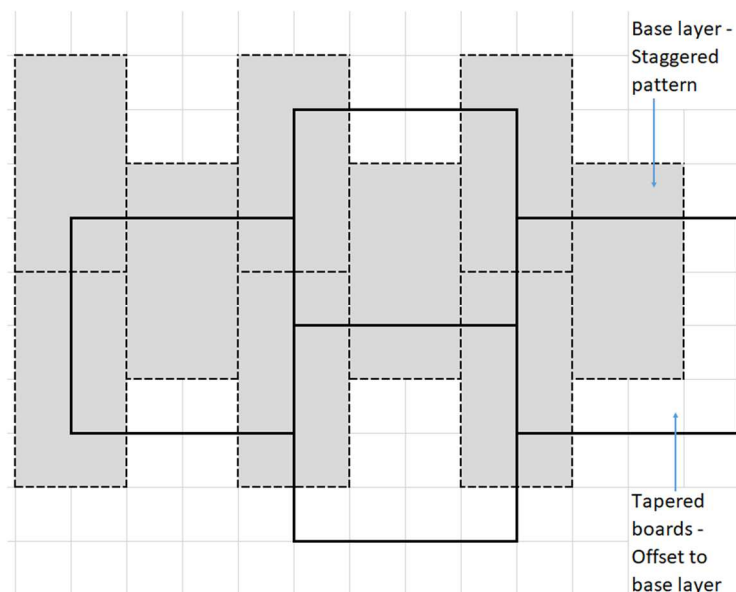 Base layer -
Staggered
pattern
Tapered
boards -
Offset to
base layer